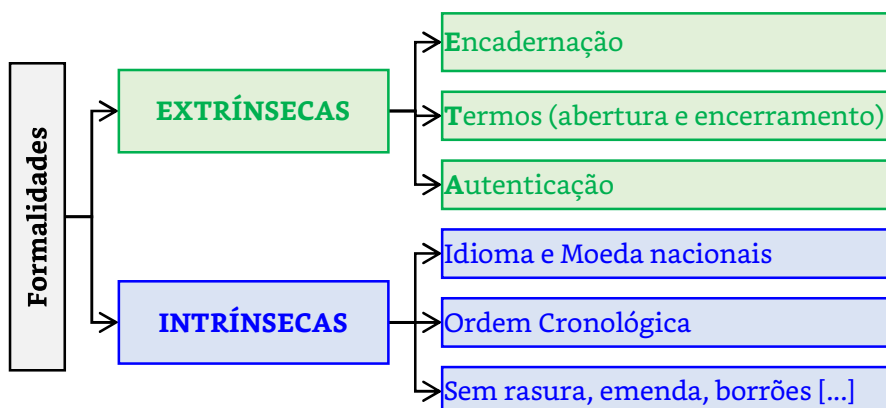 Formalidades
EXTRÍNSECAS
Encadernação
Termos (abertura e encerramento)
Autenticação
INTRÍNSECAS
Idioma e Moeda nacionais
Ordem Cronológica
Sem rasura, emenda, borrões [...]